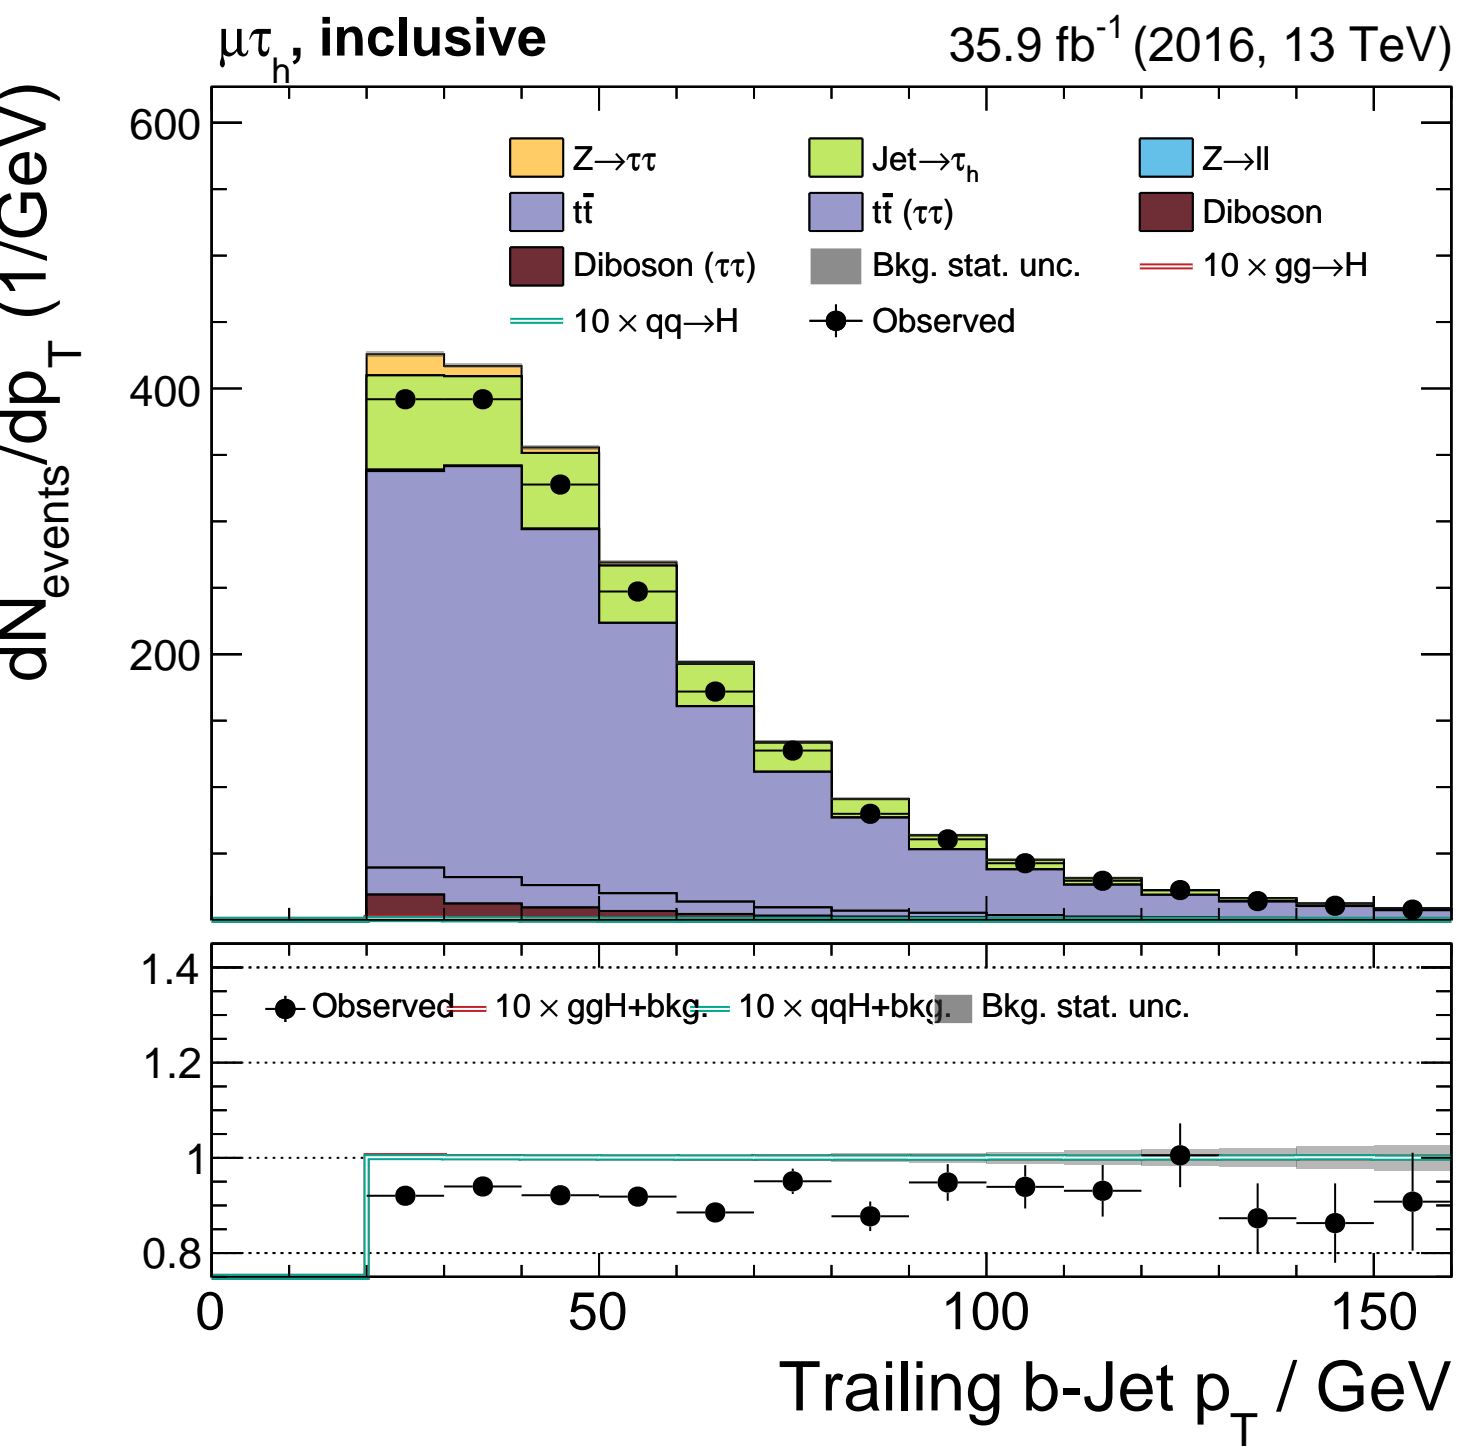 μτh, inclusive
35.9 fb-1 (2016, 13 TeV)
dNevents/dpT (1/GeV)
600
400
200
Z→ττ
Jet→τh
Z→ll
tt̄
tt̄ (ττ)
Diboson
Diboson (ττ)
Bkg. stat. unc.
10 × gg→H
10 × qq→H
Observed
1.4
1.2
1
0.8
Observed
10 × ggH+bkg.
10 × qqH+bkg.
Bkg. stat. unc.
0
50
100
150
Trailing b-Jet pT / GeV